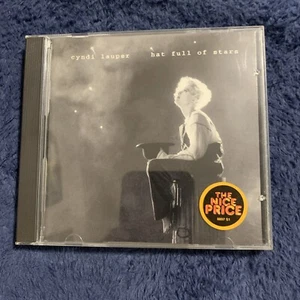 cyndi lauper hat full of stars
THE
NICE
PRICE